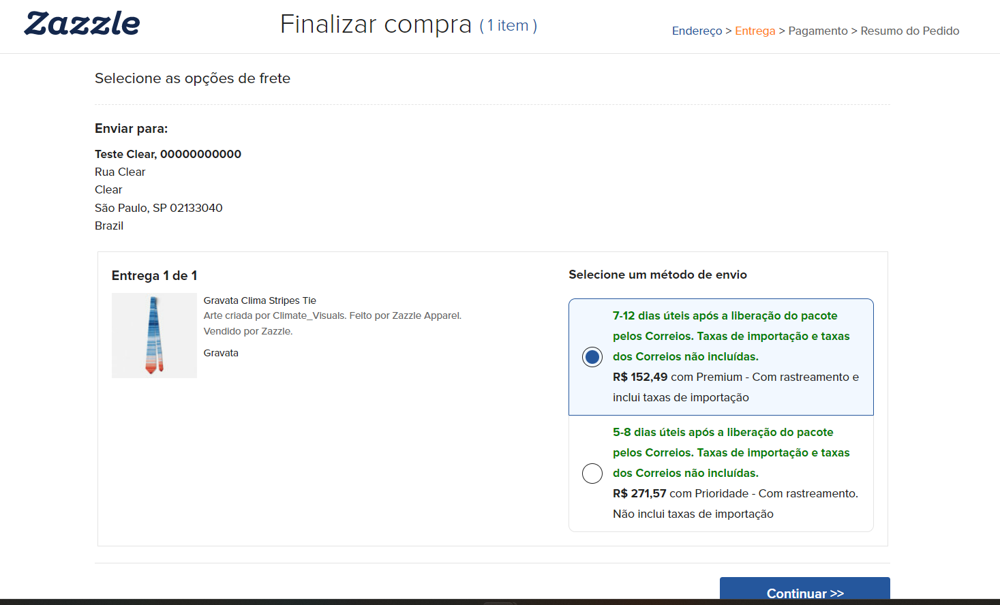 Zazzle
Finalizar compra ( 1 item )
Endereço > Entrega > Pagamento > Resumo do Pedido
Selecione as opções de frete
Enviar para:
Teste Clear, 00000000000
Rua Clear
Clear
São Paulo, SP 02133040
Brazil
Entrega 1 de 1
Gravata Clima Stripes Tie
Arte criada por Climate_Visuals. Feito por Zazzle Apparel.
Vendido por Zazzle.
Gravata
Selecione um método de envio
7-12 dias úteis após a liberação do pacote
pelos Correios. Taxas de importação e taxas
dos Correios não incluídas.
R$ 152,49 com Premium - Com rastreamento e
inclui taxas de importação
5-8 dias úteis após a liberação do pacote
pelos Correios. Taxas de importação e taxas
dos Correios não incluídas.
R$ 271,57 com Prioridade - Com rastreamento.
Não inclui taxas de importação
Continuar >>